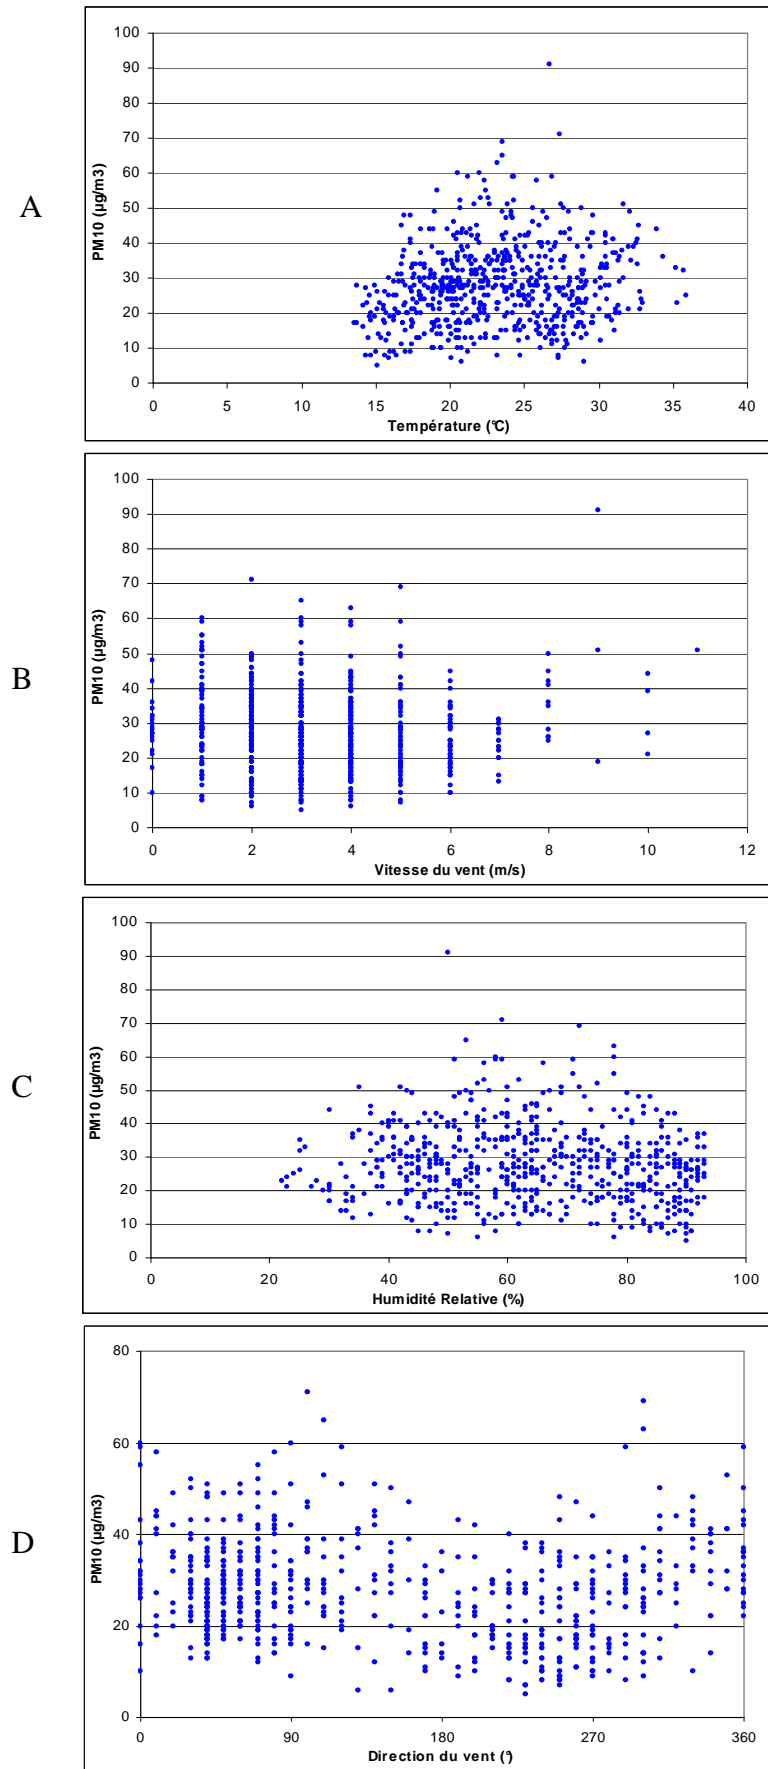 A
PM10 (µg/m3)
100
90
80
70
60
50
40
30
20
10
0
0 5 10 15 20 25 30 35 40
Température (°C)
B
PM10 (µg/m3)
100
90
80
70
60
50
40
30
20
10
0
0 2 4 6 8 10 12
Vitesse du vent (m/s)
C
PM10 (µg/m3)
100
90
80
70
60
50
40
30
20
10
0
0 20 40 60 80 100
Humidité Relative (%)
D
PM10 (µg/m3)
80
60
40
20
0
0 90 180 270 360
Direction du vent (°)